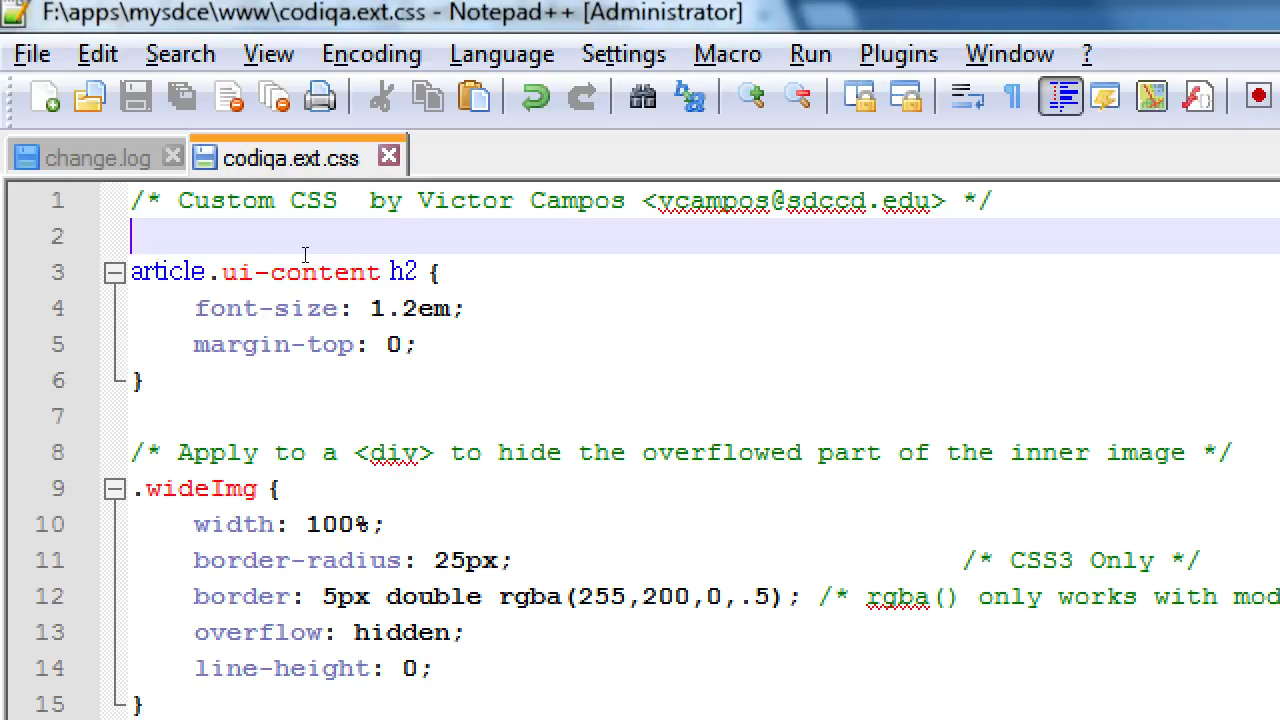 F:\apps\mysdce\www\codiqa.ext.css - Notepad++ [Administrator]
File Edit Search View Encoding Language Settings Macro Run Plugins Window ?
change.log codiqa.ext.css
1 /* Custom CSS  by Victor Campos <vcampos@sdccd.edu> */
2
3 article.ui-content h2 {
4 font-size: 1.2em;
5 margin-top: 0;
6 }
7
8 /* Apply to a <div> to hide the overflowed part of the inner image */
9 .wideImg {
10 width: 100%;
11 border-radius: 25px; /* CSS3 Only */
12 border: 5px double rgba(255,200,0,.5); /* rgba() only works with mod
13 overflow: hidden;
14 line-height: 0;
15 }